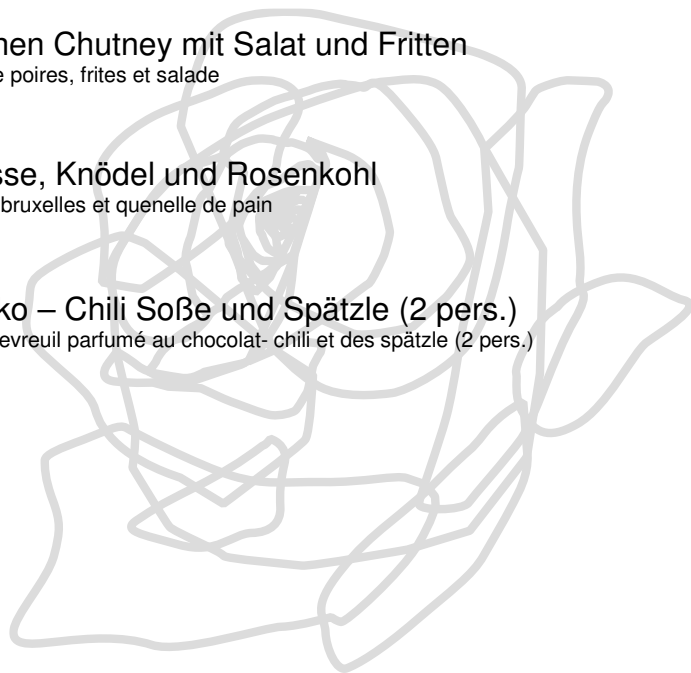 hen Chutney mit Salat und Fritten
e poires, frites et salade
sse, Knödel und Rosenkohl
bruxelles et quenelle de pain
ko – Chili Soße und Spätzle (2 pers.)
evreuil parfumé au chocolat- chili et des spätzle (2 pers.)